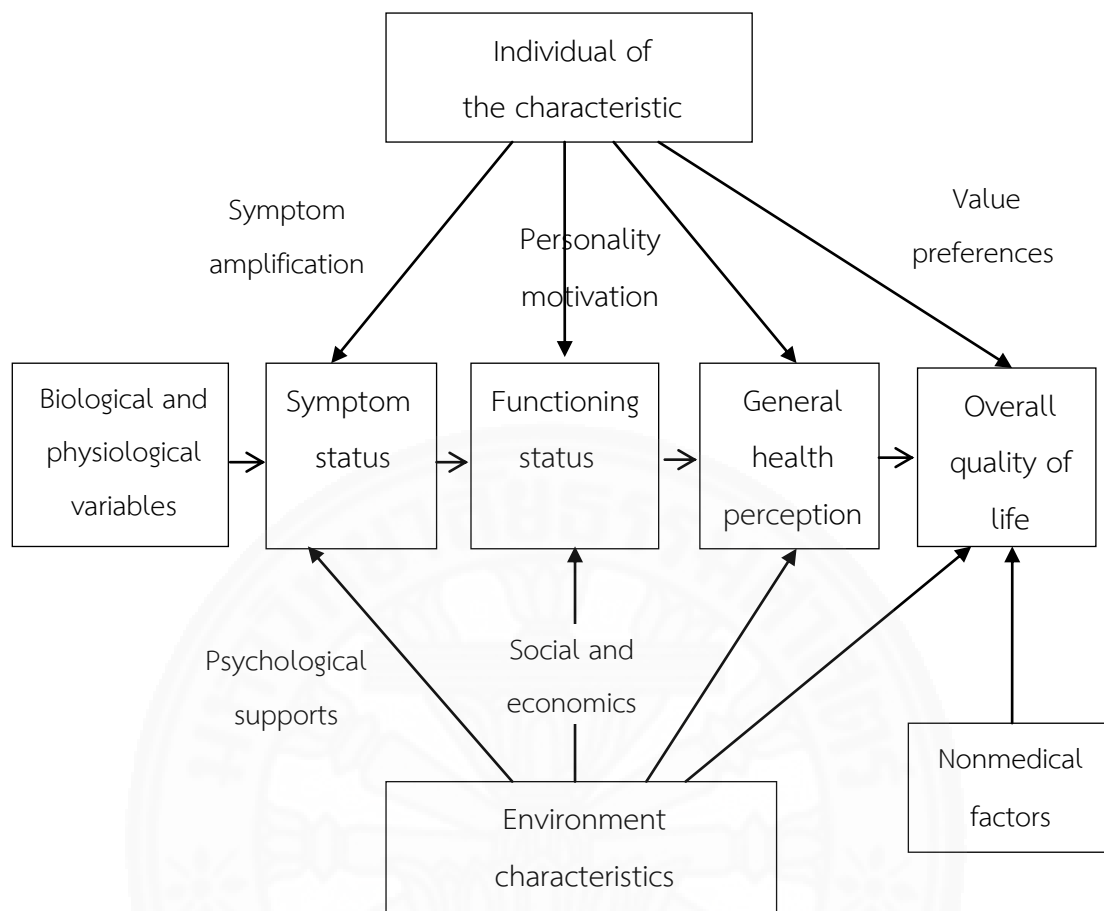 Individual of
the characteristic
Symptom
amplification
Personality
motivation
Value
preferences
Biological and
physiological
variables
Symptom
status
Functioning
status
General
health
perception
Overall
quality of
life
Psychological
supports
Social and
economics
Nonmedical
factors
Environment
characteristics